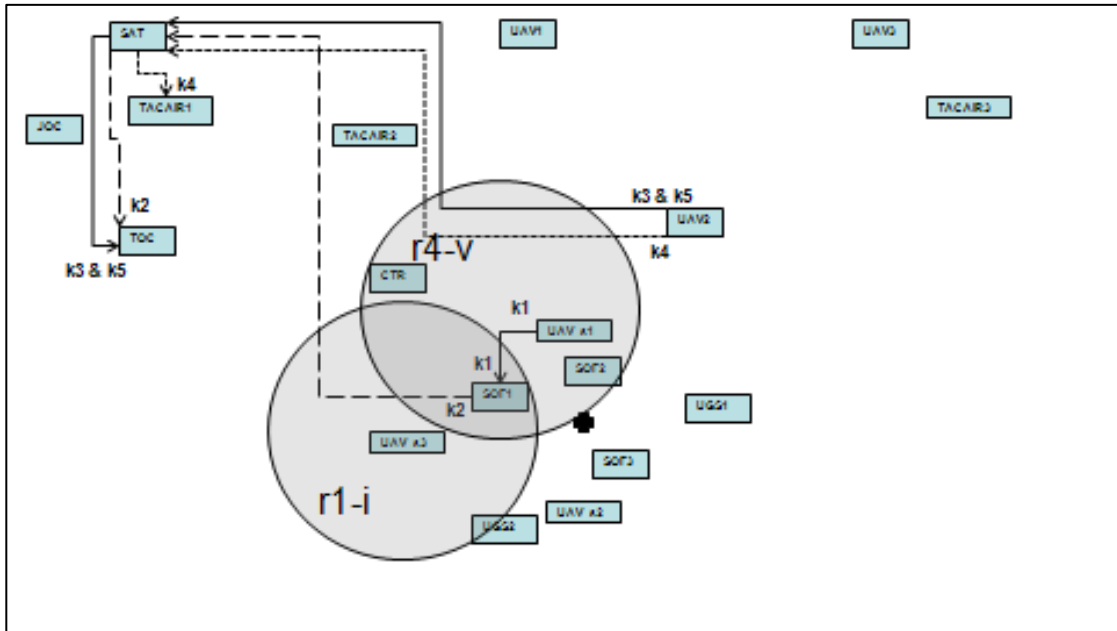 SAT
UAV1
UAV3
k4
TACAIR1
TACAIR3
JOC
TACAIR2
k3 & k5
k2
UAV2
TOC
r4-v
k4
k3 & k5
CTR
k1
UAV a1
k1
SOF2
SOF1
k2
UGS1
UAV a3
SOF3
r1-i
UAV a2
UGS2